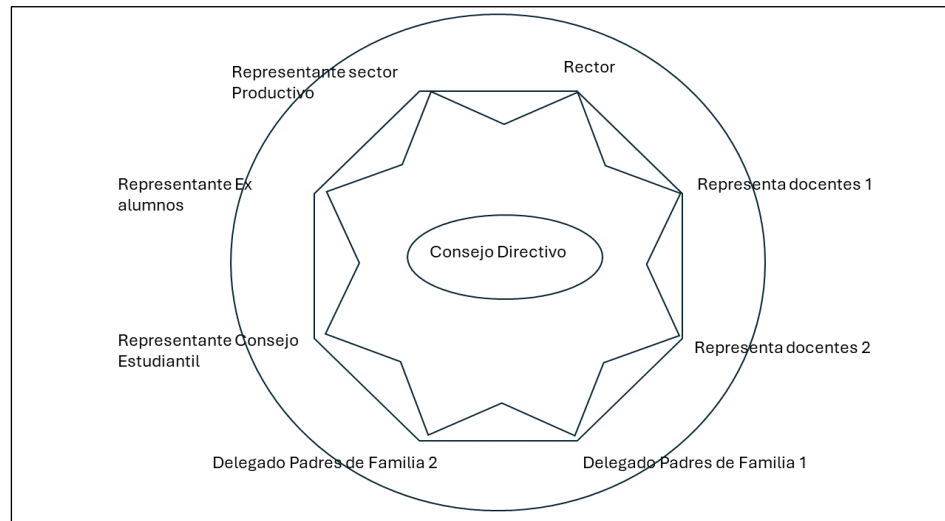 Representante sector
Productivo
Rector
Representante Ex
alumnos
Representa docentes 1
Consejo Directivo
Representante Consejo
Estudiantil
Representa docentes 2
Delegado Padres de Familia 2
Delegado Padres de Familia 1